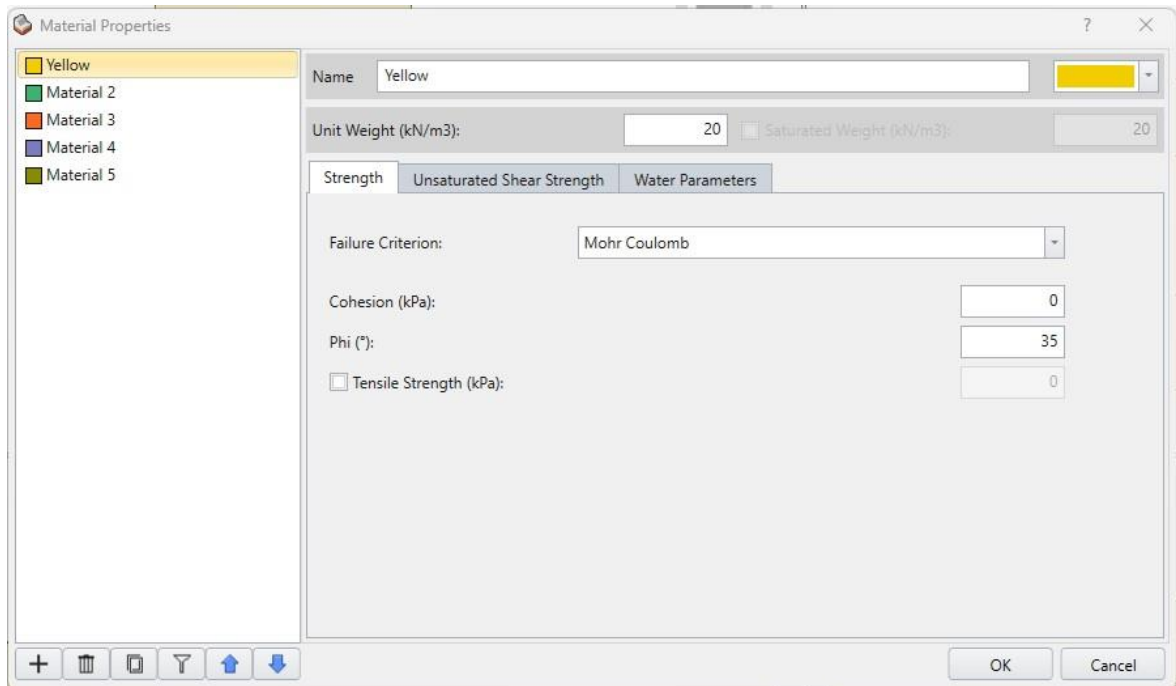 Material Properties
?
Yellow
Material 2
Material 3
Material 4
Material 5
Name Yellow
Unit Weight (kN/m3): 20 Saturated Weight (kN/m3): 20
Strength Unsaturated Shear Strength Water Parameters
Failure Criterion: Mohr Coulomb
Cohesion (kPa): 0
Phi (°): 35
Tensile Strength (kPa): 0
OK Cancel